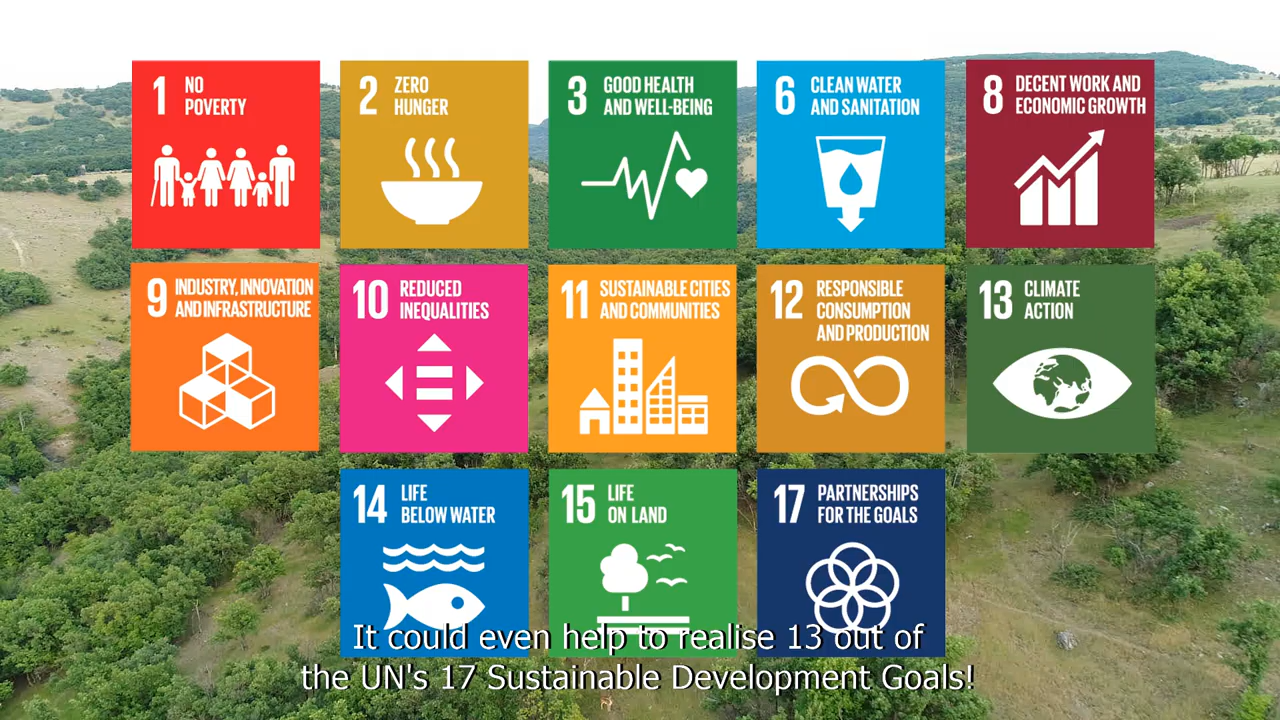 1 NO
POVERTY
2 ZERO
HUNGER
3 GOOD HEALTH
AND WELL-BEING
6 CLEAN WATER
AND SANITATION
8 DECENT WORK AND
ECONOMIC GROWTH
9 INDUSTRY, INNOVATION
AND INFRASTRUCTURE
10 REDUCED
INEQUALITIES
11 SUSTAINABLE CITIES
AND COMMUNITIES
12 RESPONSIBLE
CONSUMPTION
AND PRODUCTION
13 CLIMATE
ACTION
14 LIFE
BELOW WATER
15 LIFE
ON LAND
17 PARTNERSHIPS
FOR THE GOALS
It could even help to realise 13 out of
the UN's 17 Sustainable Development Goals!